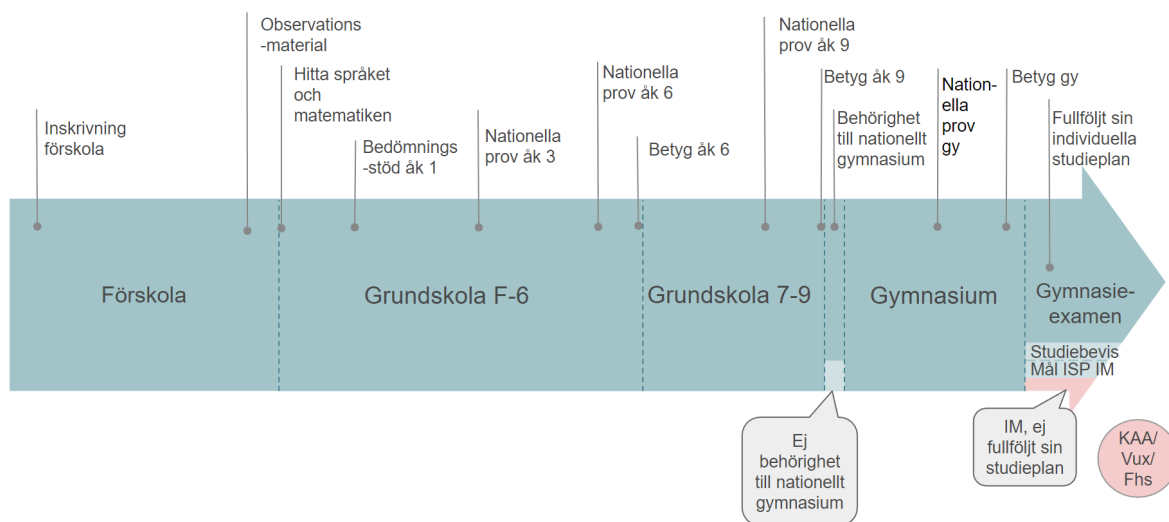 Inskrivning
förskola
Observations
-material
Hitta språket
och
matematiken
Bedömnings
-stöd åk 1
Nationella
prov åk 3
Nationella
prov åk 6
Betyg åk 6
Nationella
prov åk 9
Betyg åk 9
Behörighet
till nationellt
gymnasium
Nation-
ella
prov
gy
Betyg gy
Fullföljt sin
individuella
studieplan
Förskola
Grundskola F-6
Grundskola 7-9
Gymnasium
Gymnasie-
examen
Studiebevis
Mål ISP IM
Ej
behörighet
till nationellt
gymnasium
IM, ej
fullföljt sin
studieplan
KAA/
Vux/
Fhs